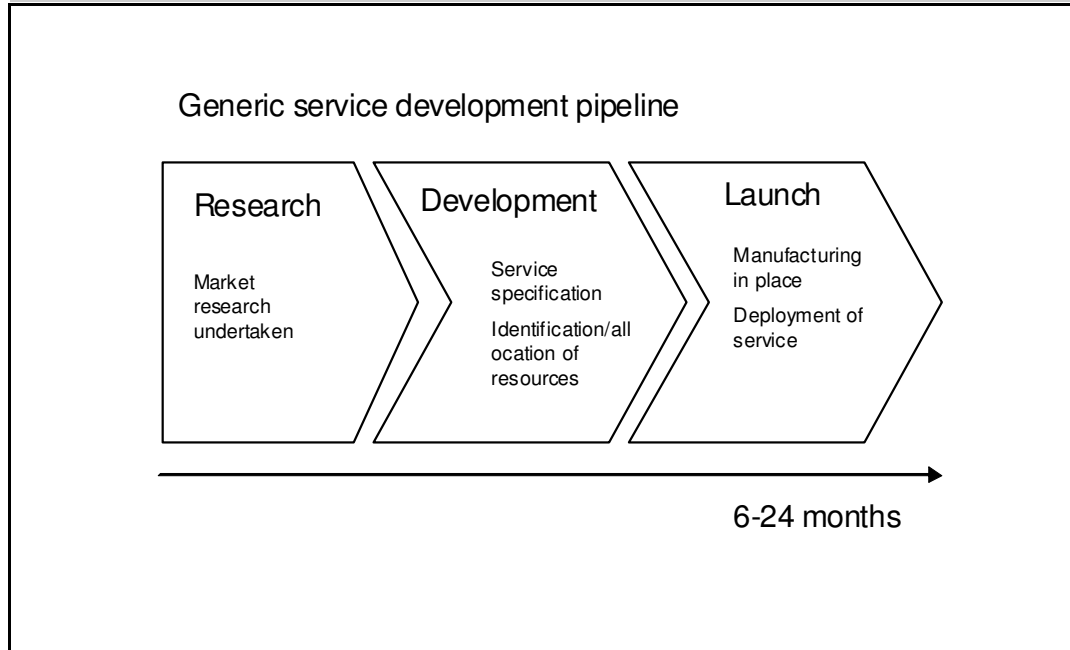 Generic service development pipeline
Research
Market
research
undertaken
Development
Service
specification
Identification/all
ocation of
resources
Launch
Manufacturing
in place
Deployment of
service
6-24 months